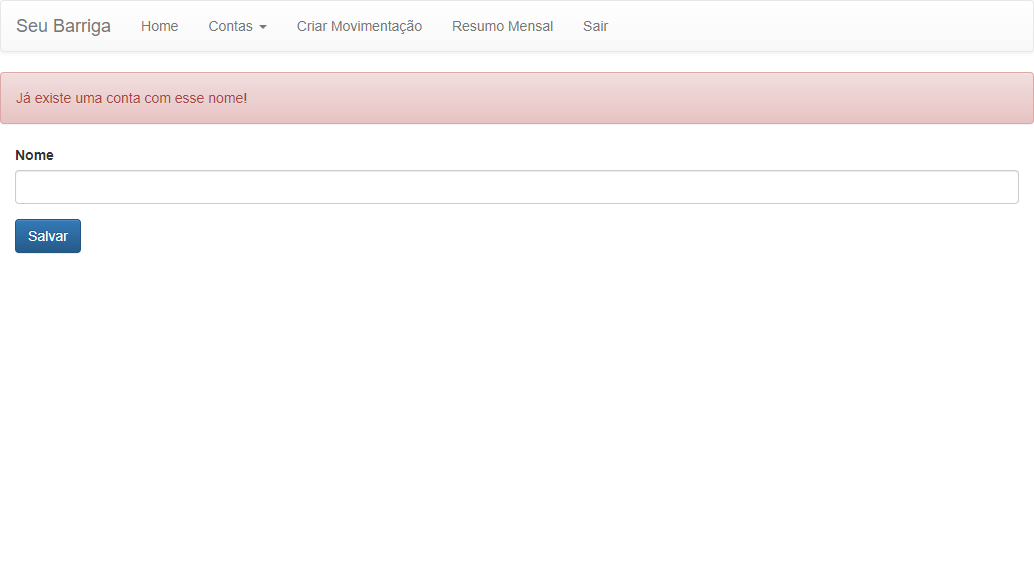 Seu Barriga Home Contas Criar Movimentação Resumo Mensal Sair
Já existe uma conta com esse nome!
Nome
Salvar